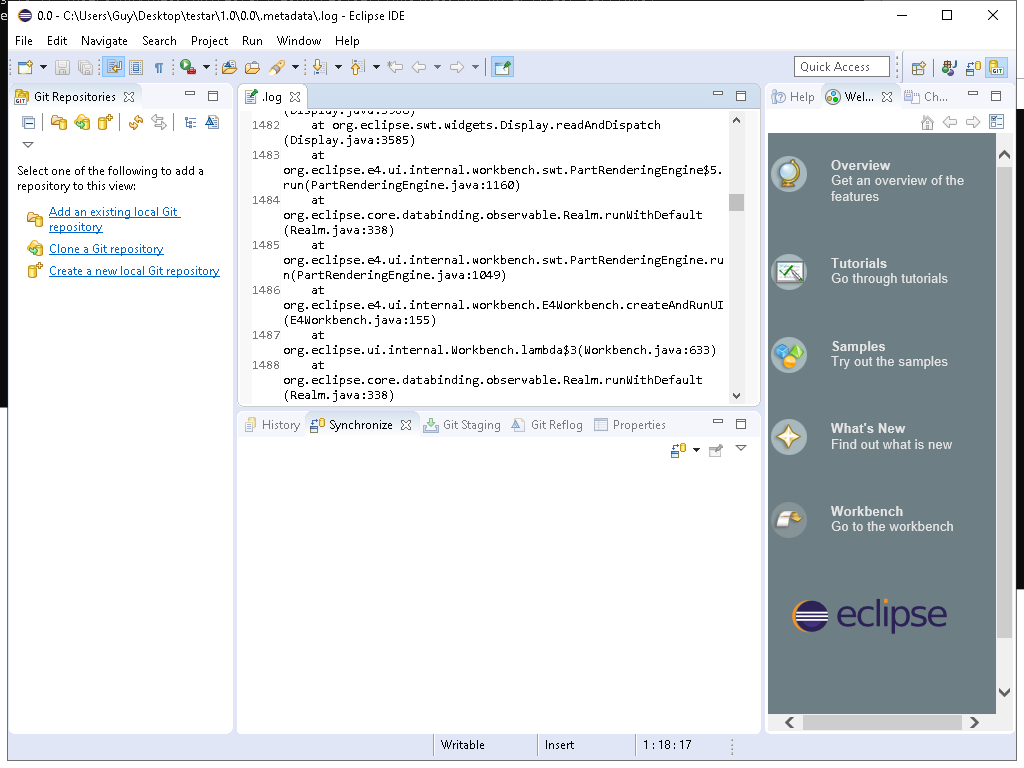 0.0 - C:\Users\Guy\Desktop\testar\1.0\0.0\.metadata\.log - Eclipse IDE
File Edit Navigate Search Project Run Window Help
Quick Access
Git Repositories
Select one of the following to add a
repository to this view:
Add an existing local Git
repository
Clone a Git repository
Create a new local Git repository
.log
(Display.java:3988)
1482 at org.eclipse.swt.widgets.Display.readAndDispatch
(Display.java:3585)
1483 at
org.eclipse.e4.ui.internal.workbench.swt.PartRenderingEngine$5.
run(PartRenderingEngine.java:1160)
1484 at
org.eclipse.core.databinding.observable.Realm.runWithDefault
(Realm.java:338)
1485 at
org.eclipse.e4.ui.internal.workbench.swt.PartRenderingEngine.ru
n(PartRenderingEngine.java:1049)
1486 at
org.eclipse.e4.ui.internal.workbench.E4Workbench.createAndRunUI
(E4Workbench.java:155)
1487 at
org.eclipse.ui.internal.Workbench.lambda$3(Workbench.java:633)
1488 at
org.eclipse.core.databinding.observable.Realm.runWithDefault
(Realm.java:338)
History Synchronize Git Staging Git Reflog Properties
Help Wel... Ch...
Overview
Get an overview of the
features
Tutorials
Go through tutorials
Samples
Try out the samples
What's New
Find out what is new
Workbench
Go to the workbench
eclipse
Writable Insert 1 : 18 : 17